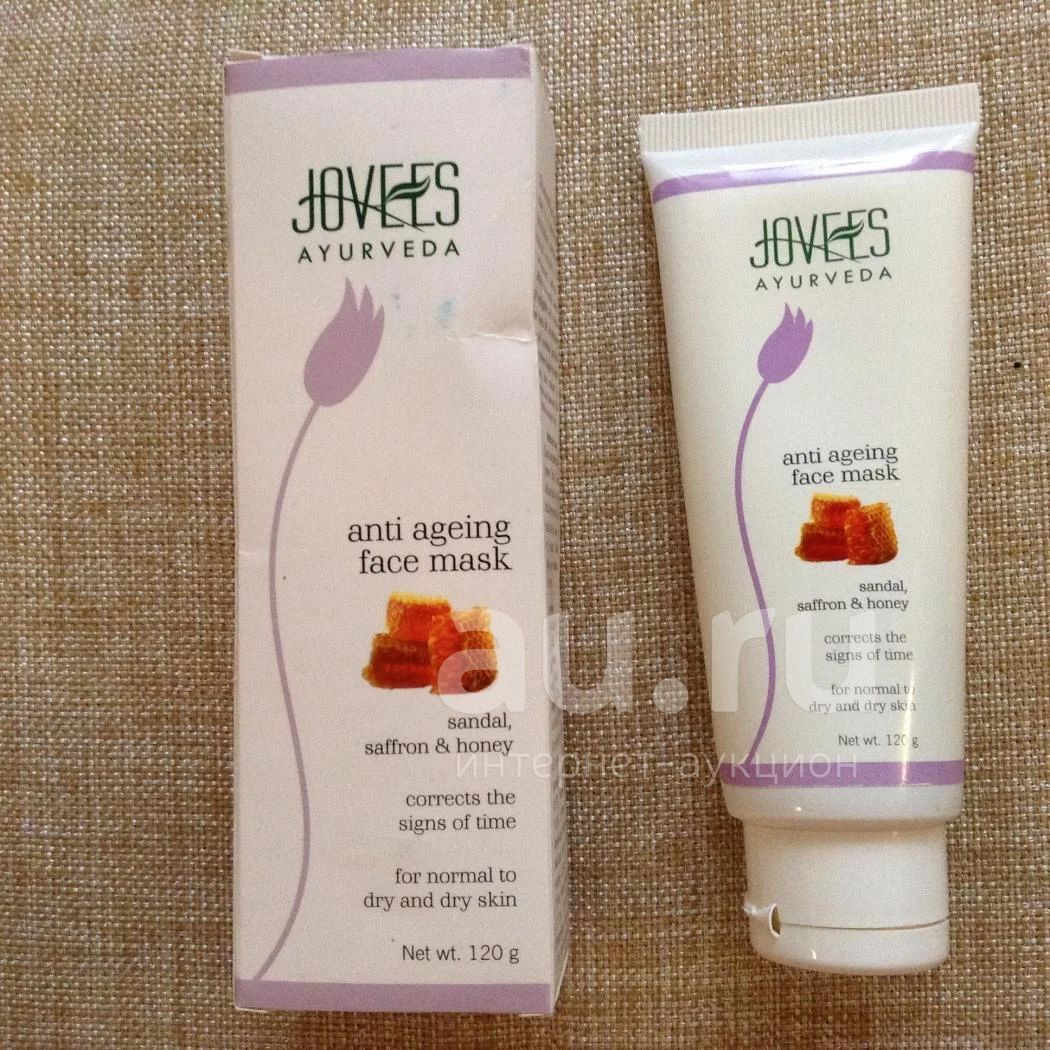 JOVEES
AYURVEDA
anti ageing
face mask
sandal,
saffron & honey
corrects the
signs of time
for normal to
dry and dry skin
Net wt. 120 g
JOVEES
AYURVEDA
anti ageing
face mask
sandal,
saffron & honey
corrects the
signs of time
for normal to
dry and dry skin
Net wt. 120 g
au.ru
интернет-аукцион